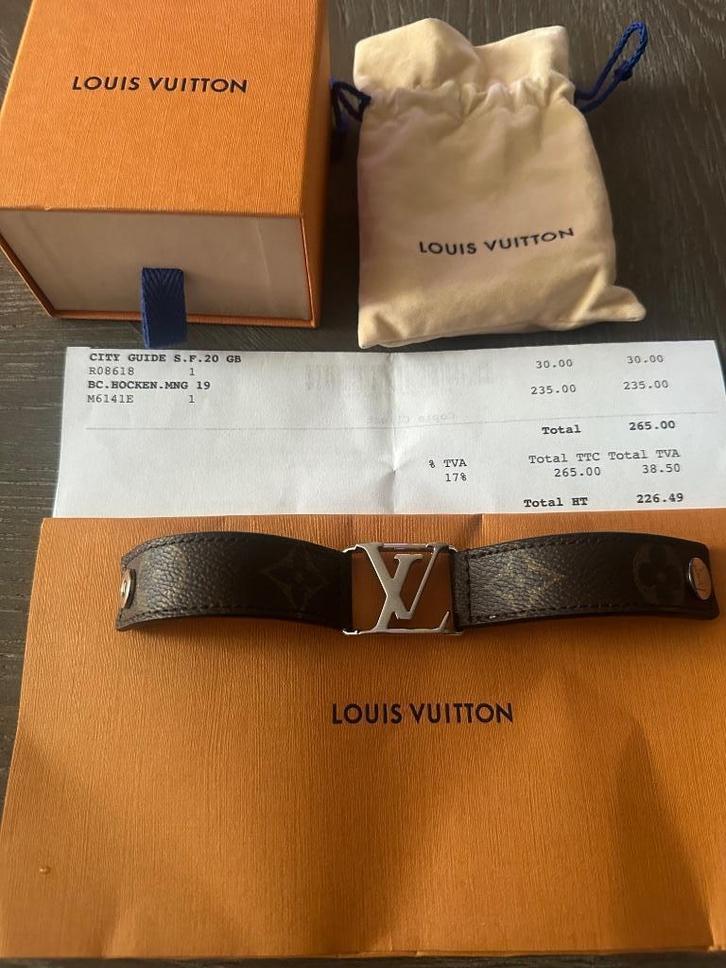 LOUIS VUITTON
LOUIS VUITTON
CITY GUIDE S.F.20 GB 30.00 30.00
R08618 1
BC.HOCKEN.MNG 19 235.00 235.00
M6141E 1
Total 265.00
% TVA Total TTC Total TVA
17% 265.00 38.50
Total HT 226.49
LV
LOUIS VUITTON